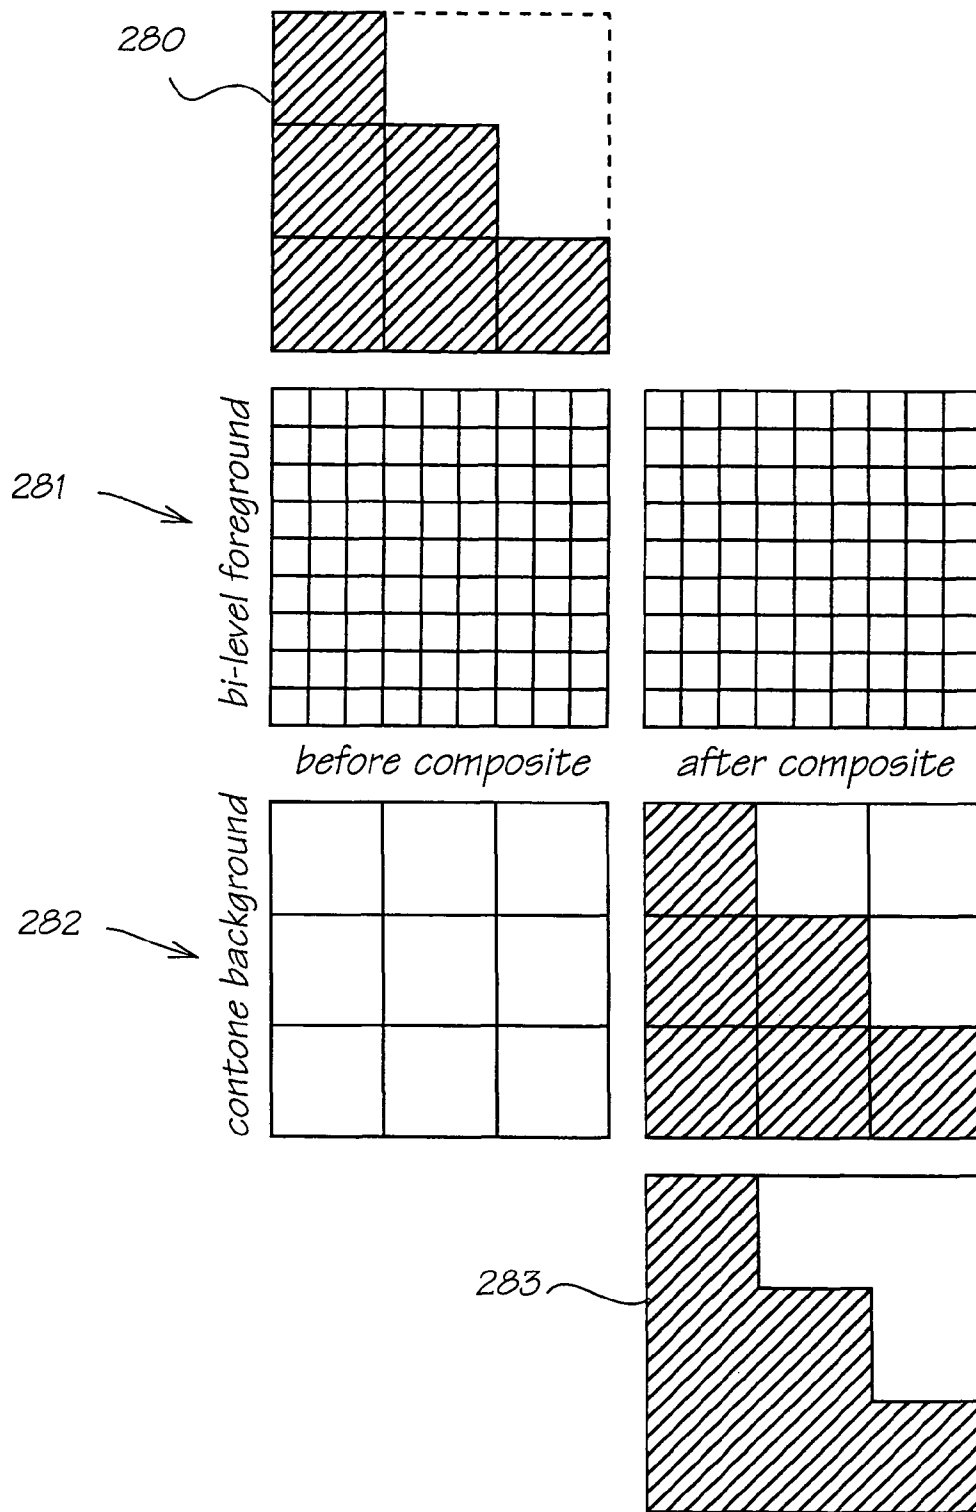 280
281
bi-level foreground
before composite
after composite
282
contone background
283